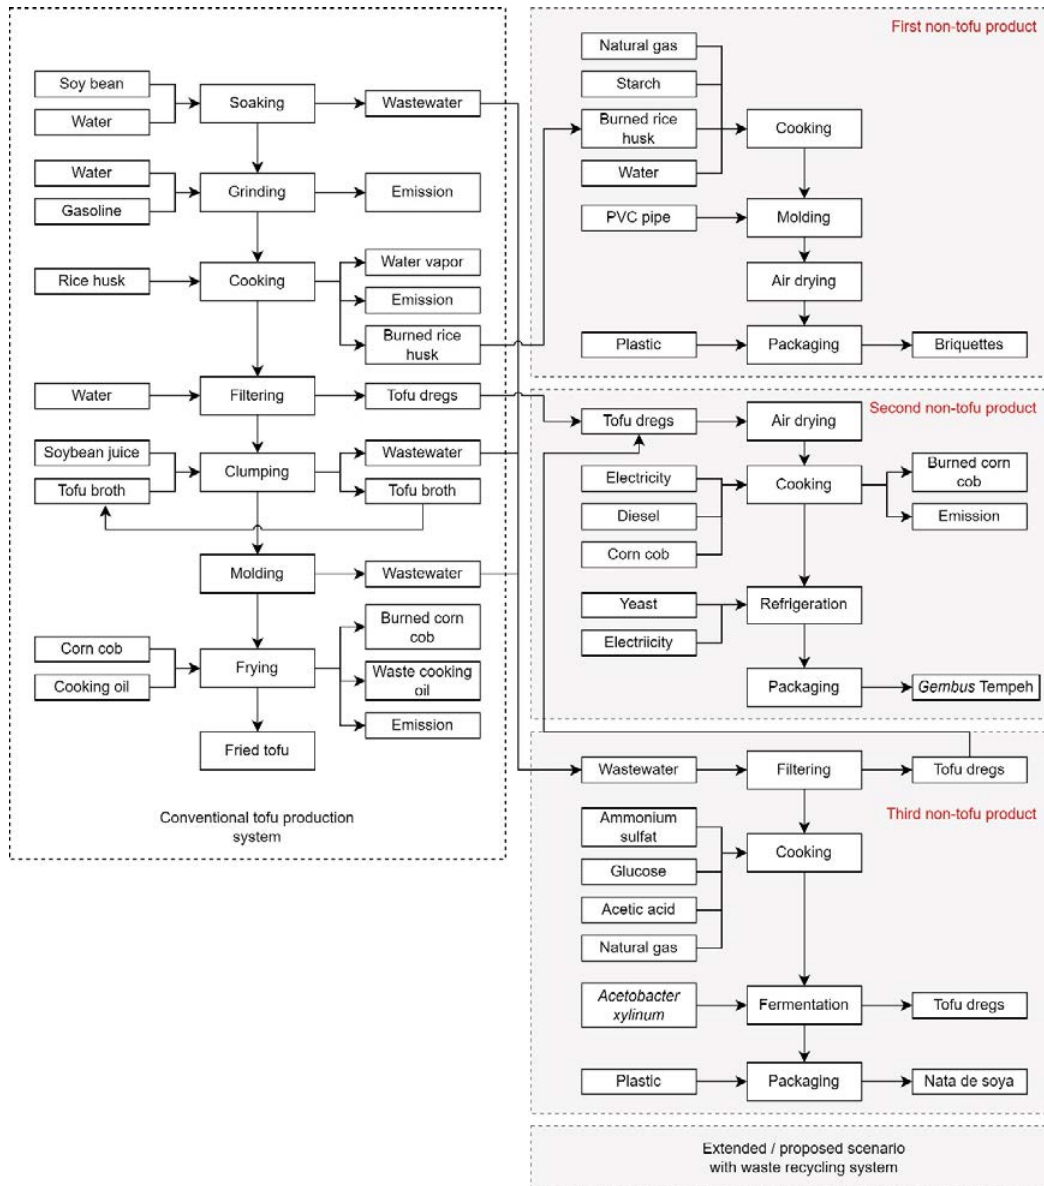 Soy bean
Water
Soaking
Wastewater
Water
Gasoline
Grinding
Emission
Rice husk
Cooking
Water vapor
Emission
Burned rice
husk
Water
Filtering
Tofu dregs
Soybean juice
Tofu broth
Clumping
Wastewater
Tofu broth
Molding
Wastewater
Corn cob
Cooking oil
Frying
Burned corn
cob
Waste cooking
oil
Emission
Fried tofu
Conventional tofu production
system
First non-tofu product
Natural gas
Starch
Burned rice
husk
Water
Cooking
PVC pipe
Molding
Air drying
Plastic
Packaging
Briquettes
Second non-tofu product
Tofu dregs
Air drying
Electricity
Diesel
Corn cob
Cooking
Burned corn
cob
Emission
Yeast
Electriicity
Refrigeration
Packaging
Gembus Tempeh
Wastewater
Filtering
Tofu dregs
Third non-tofu product
Ammonium
sulfat
Glucose
Acetic acid
Natural gas
Cooking
Acetobacter
xylinum
Fermentation
Tofu dregs
Plastic
Packaging
Nata de soya
Extended / proposed scenario
with waste recycling system